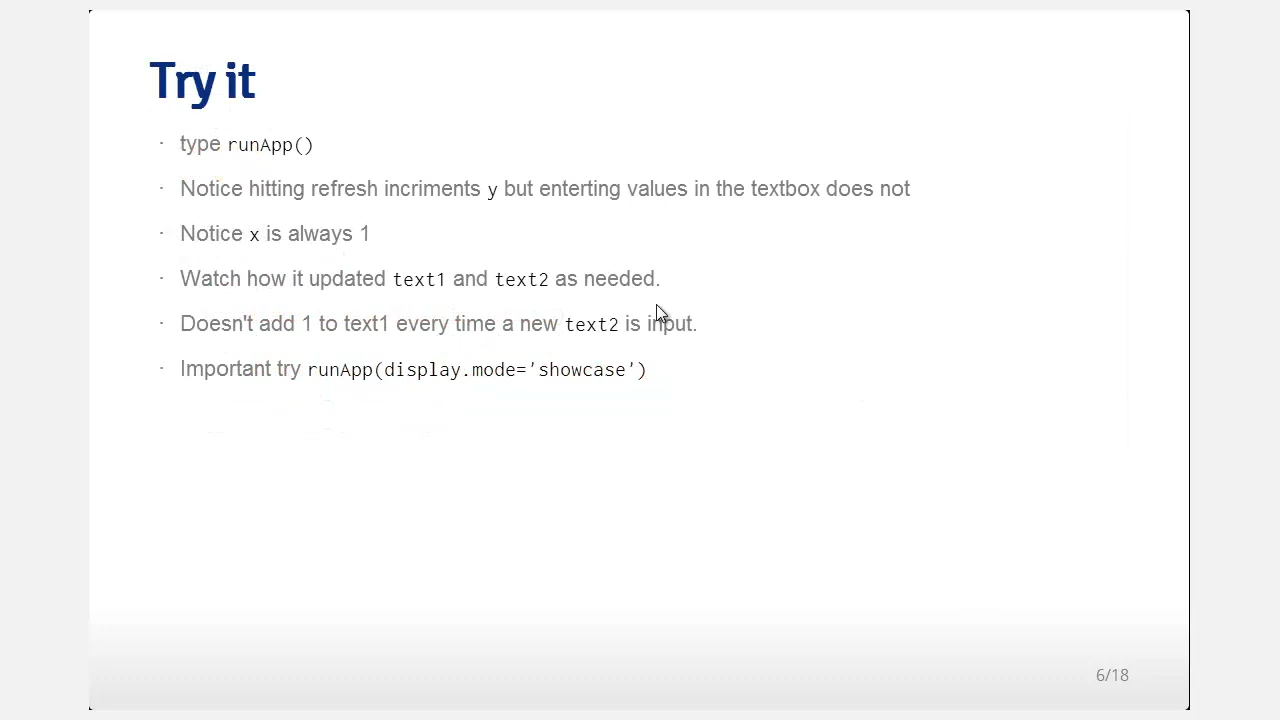 Try it
· type runApp()
· Notice hitting refresh incriments y but enterting values in the textbox does not
· Notice x is always 1
· Watch how it updated text1 and text2 as needed.
· Doesn't add 1 to text1 every time a new text2 is input.
· Important try runApp(display.mode='showcase')
6/18